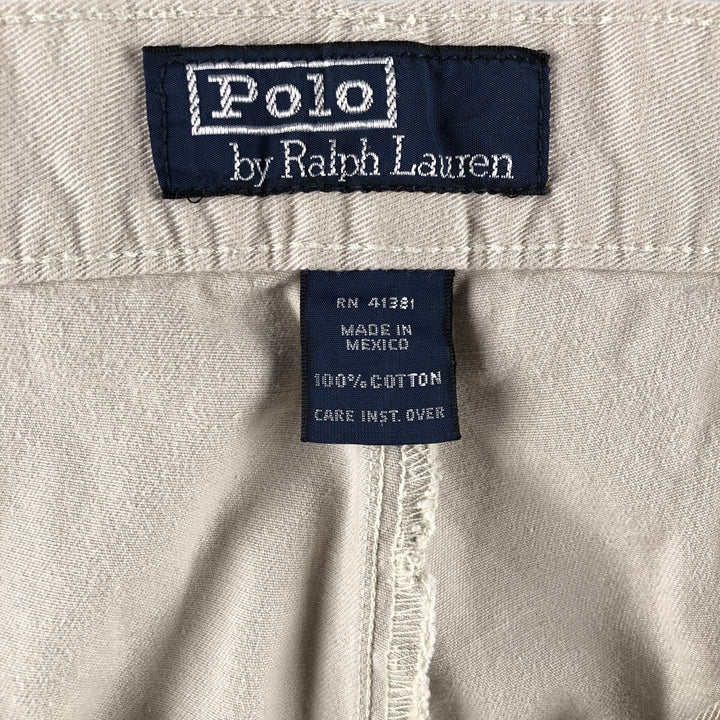 Polo
by Ralph Lauren
RN 41381
MADE IN
MEXICO
100% COTTON
CARE INST. OVER